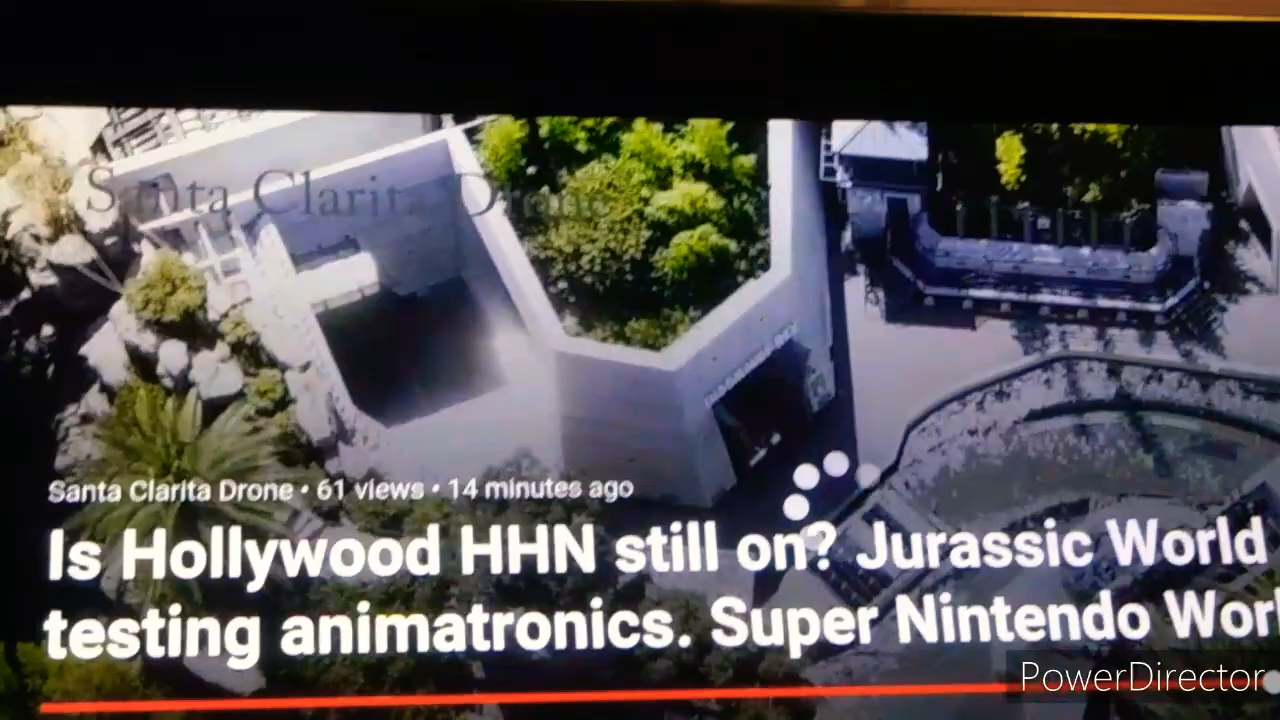 Santa Clarita Drone
Santa Clarita Drone • 61 views • 14 minutes ago
Is Hollywood HHN still on? Jurassic World
testing animatronics. Super Nintendo Worl
PowerDirector